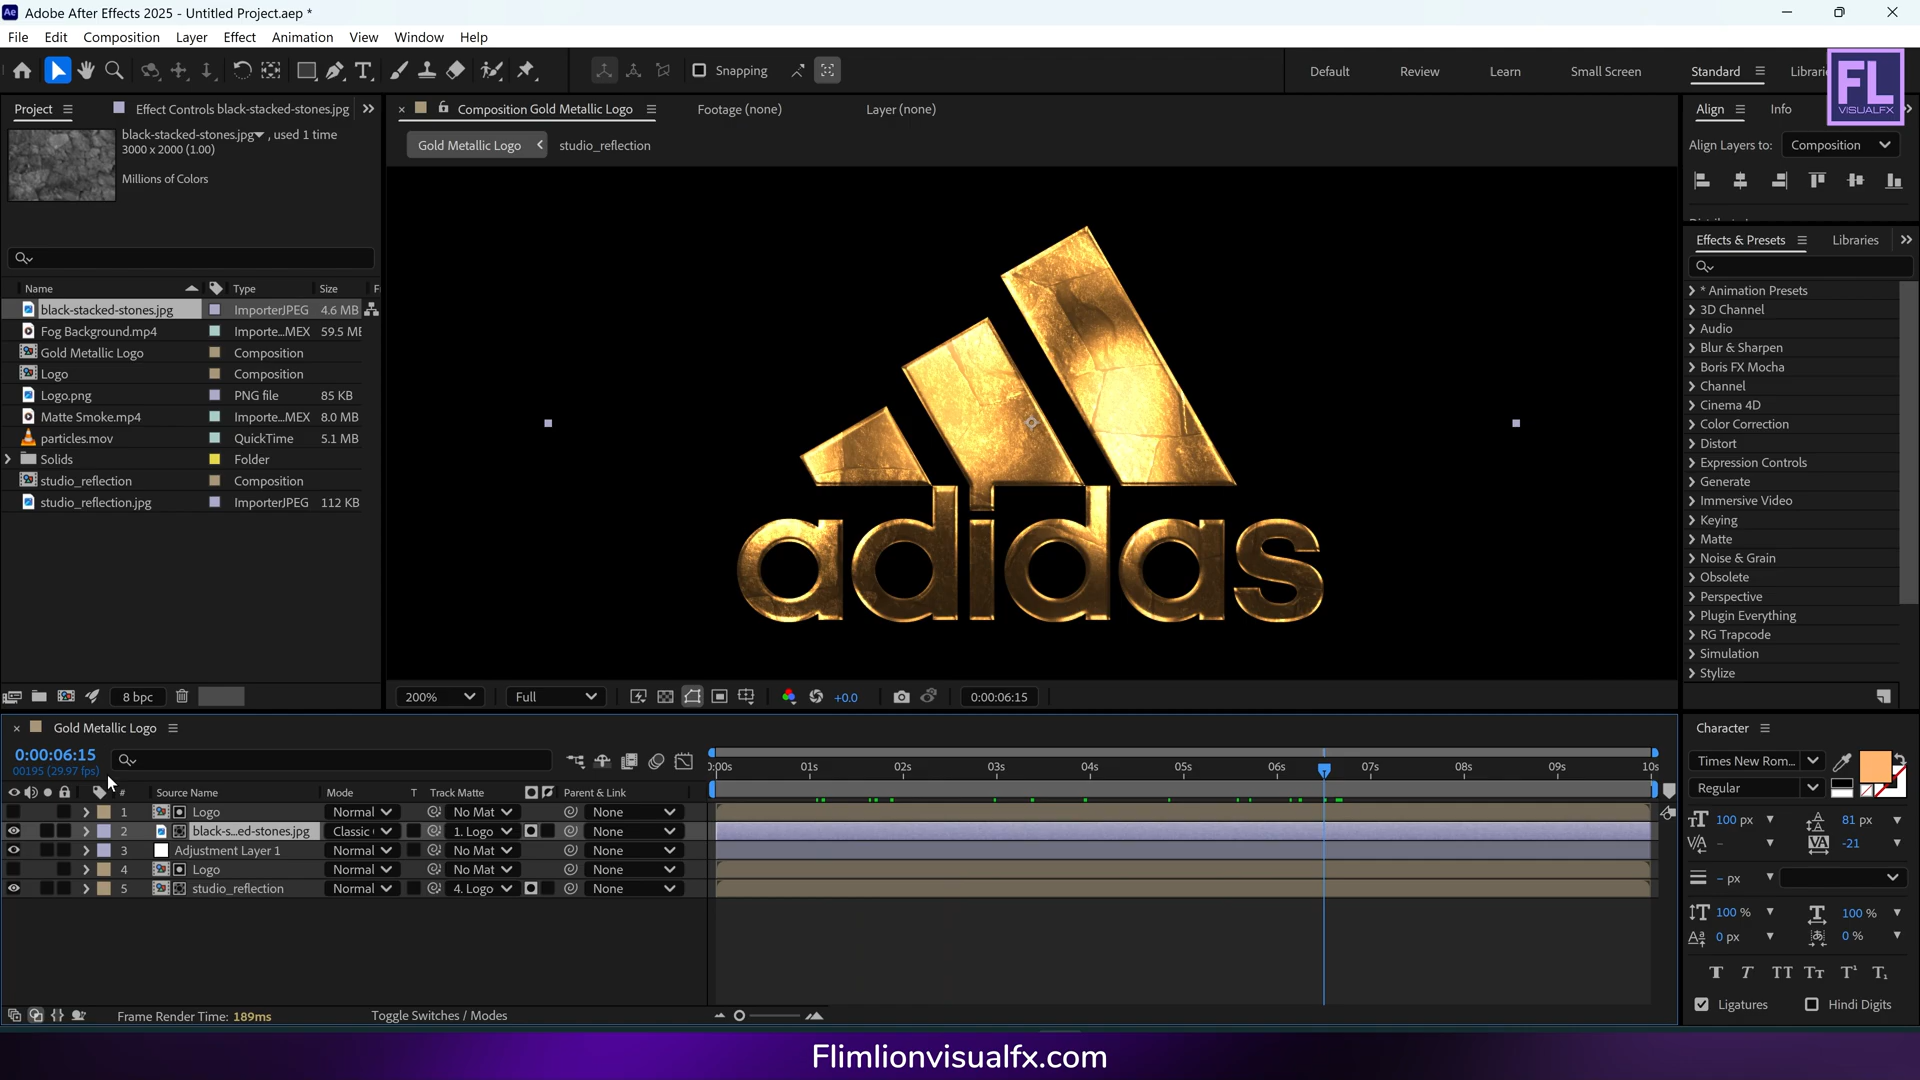 Adobe After Effects 2025 - Untitled Project.aep *
File Edit Composition Layer Effect Animation View Window Help
Snapping
Default Review Learn Small Screen Standard
FL
VISUALFX
Project Effect Controls black-stacked-stones.jpg
Composition Gold Metallic Logo Footage (none) Layer (none)
Align Info
black-stacked-stones.jpg , used 1 time
3000 x 2000 (1.00)
Millions of Colors
Gold Metallic Logo studio_reflection
Align Layers to: Composition
Effects & Presets Libraries
Name Type Size F
black-stacked-stones.jpg ImporterJPEG 4.6 MB
Fog Background.mp4 Importe...MEX 59.5 ME
Gold Metallic Logo Composition
Logo Composition
Logo.png PNG file 85 KB
Matte Smoke.mp4 Importe...MEX 8.0 MB
particles.mov QuickTime 5.1 MB
Solids Folder
studio_reflection Composition
studio_reflection.jpg ImporterJPEG 112 KB
adidas
* Animation Presets
3D Channel
Audio
Blur & Sharpen
Boris FX Mocha
Channel
Cinema 4D
Color Correction
Distort
Expression Controls
Generate
Immersive Video
Keying
Matte
Noise & Grain
Obsolete
Perspective
Plugin Everything
RG Trapcode
Simulation
Stylize
8 bpc
200% Full +0.0 0:00:06:15
Gold Metallic Logo
0:00:06:15
00195 (29.97 fps)
# Source Name Mode T Track Matte Parent & Link
1 Logo Normal No Mat None
2 black-s...ed-stones.jpg Classic 1. Logo None
3 Adjustment Layer 1 Normal No Mat None
4 Logo Normal No Mat None
5 studio_reflection Normal 4. Logo None
0:00s 01s 02s 03s 04s 05s 06s 07s 08s 09s 10s
Frame Render Time: 189ms Toggle Switches / Modes
Character
Times New Rom...
Regular
100 px 81 px
-21
- px
100 % 100 %
0 px 0 %
Ligatures Hindi Digits
Flimlionvisualfx.com